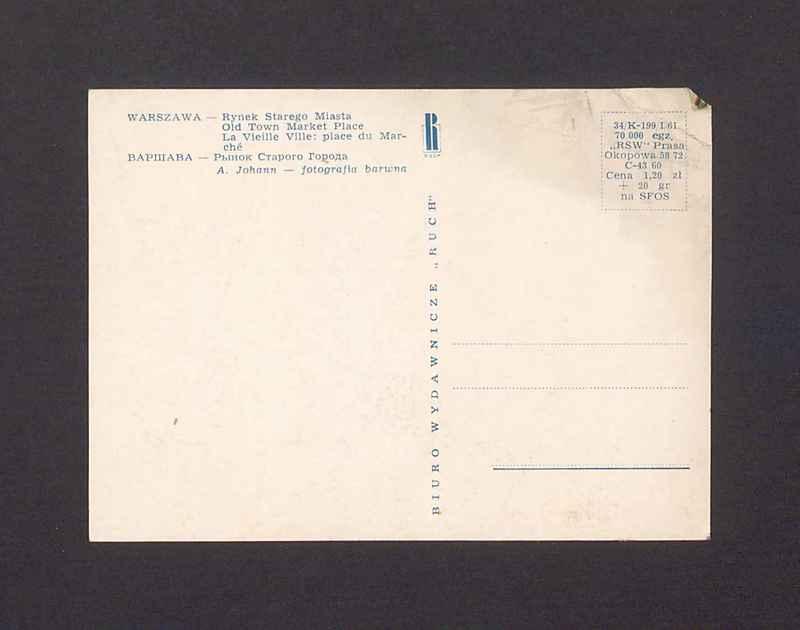 WARSZAWA — Rynek Starego Miasta
Old Town Market Place
La Vieille Ville: place du Mar-
ché
ВАРШАВА — Рынок Старого Города
A. Johann — fotografia barwna
BIURO WYDAWNICZE „RUCH"
34/K-199 I/61
70 000 egz.
„RSW" Prasa
Okopowa 58 72
C-43 60
Cena 1,20 zł
+ 20 gr
na SFOS